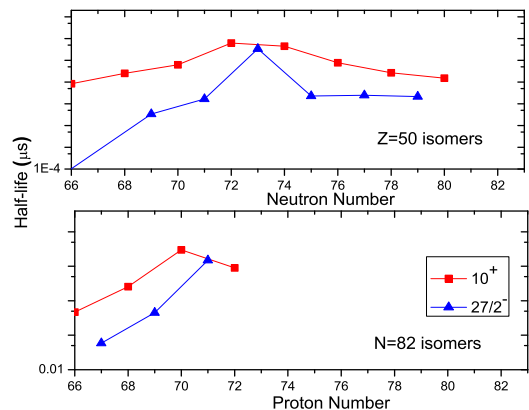 Half-life (µs)
Z=50 isomers
1E-4
66 68 70 72 74 76 78 80 82
Neutron Number
10+
27/2-
N=82 isomers
0.01
66 68 70 72 74 76 78 80 82
Proton Number